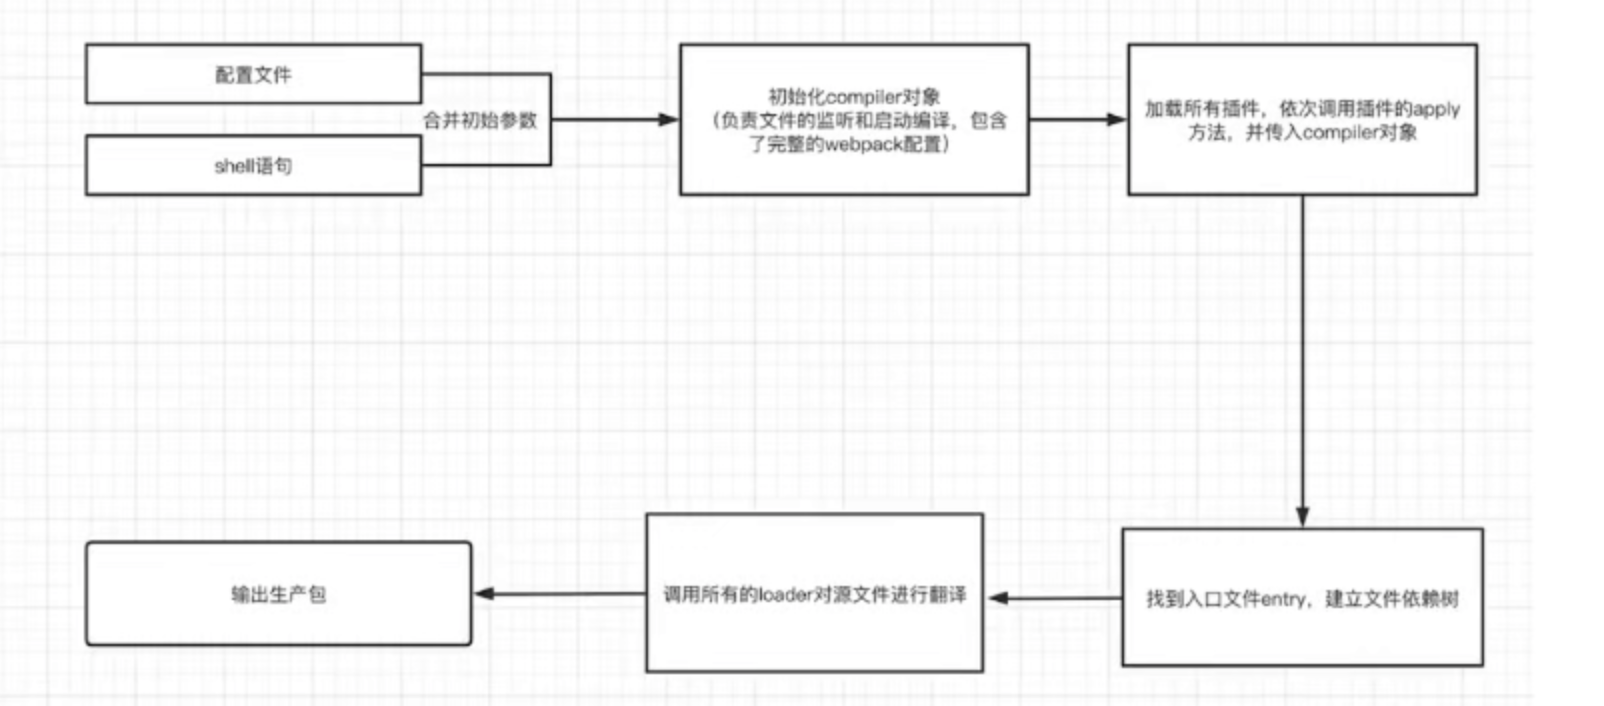 配置文件
合并初始参数
shell语句
初始化compiler对象
（负责文件的监听和启动编译，包含
了完整的webpack配置）
加载所有插件，依次调用插件的apply
方法，并传入compiler对象
找到入口文件entry，建立文件依赖树
调用所有的loader对源文件进行翻译
输出生产包